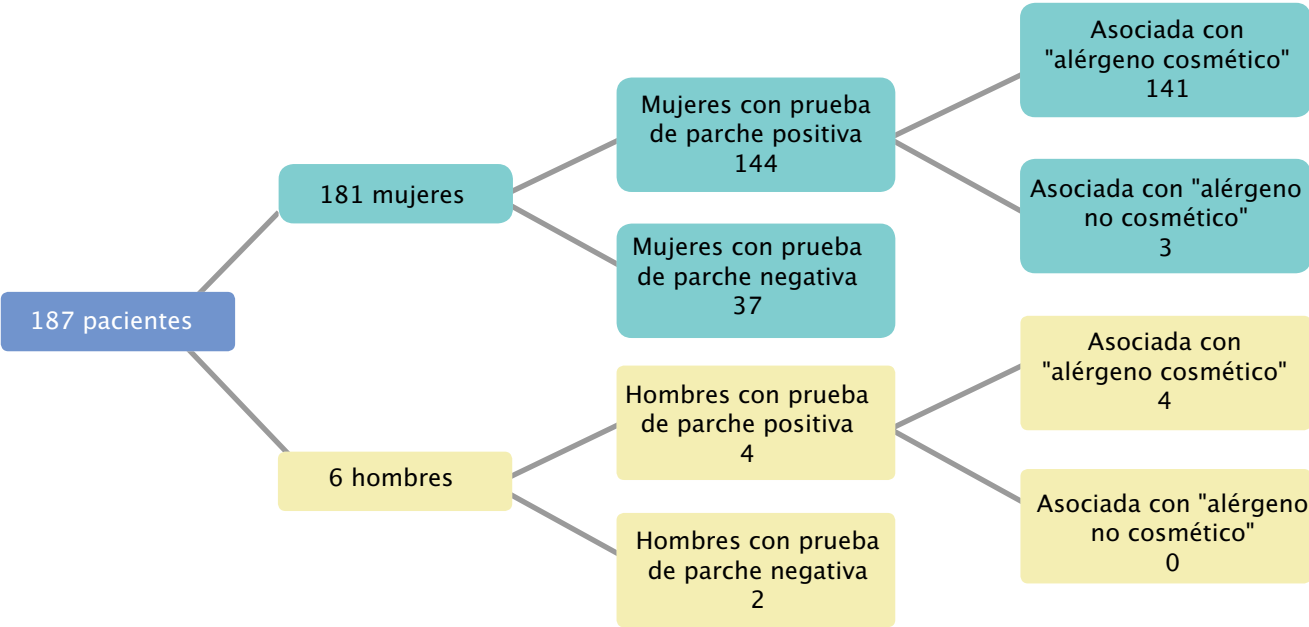 187 pacientes
181 mujeres
6 hombres
Mujeres con prueba
de parche positiva
144
Mujeres con prueba
de parche negativa
37
Hombres con prueba
de parche positiva
4
Hombres con prueba
de parche negativa
2
Asociada con
"alérgeno cosmético"
141
Asociada con "alérgeno
no cosmético"
3
Asociada con
"alérgeno cosmético"
4
Asociada con "alérgeno
no cosmético"
0